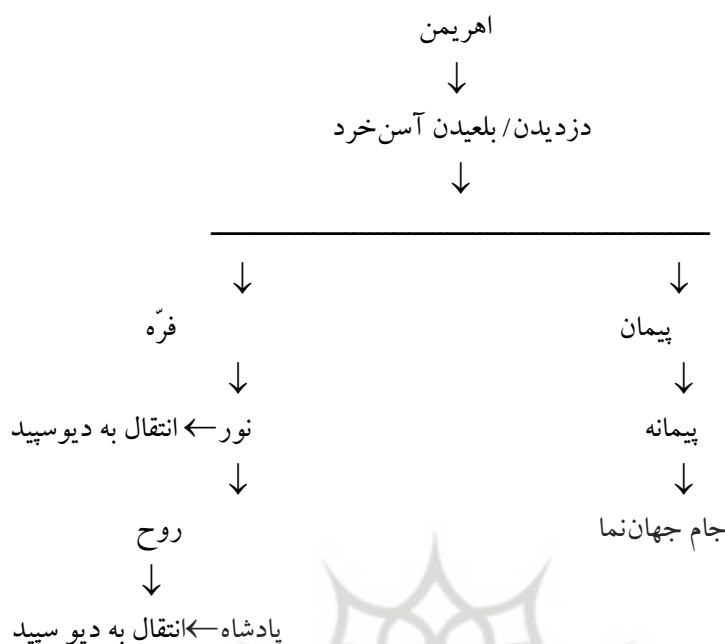 اهریمن
↓
دزدیدن/ بلعیدن آسن‌خرد
↓
↓ ↓
پیمان فرّه
↓ ↓
پیمانه نور ← انتقال به دیوسپید
↓ ↓
جام جهان‌نما روح
↓
پادشاه ← انتقال به دیو سپید